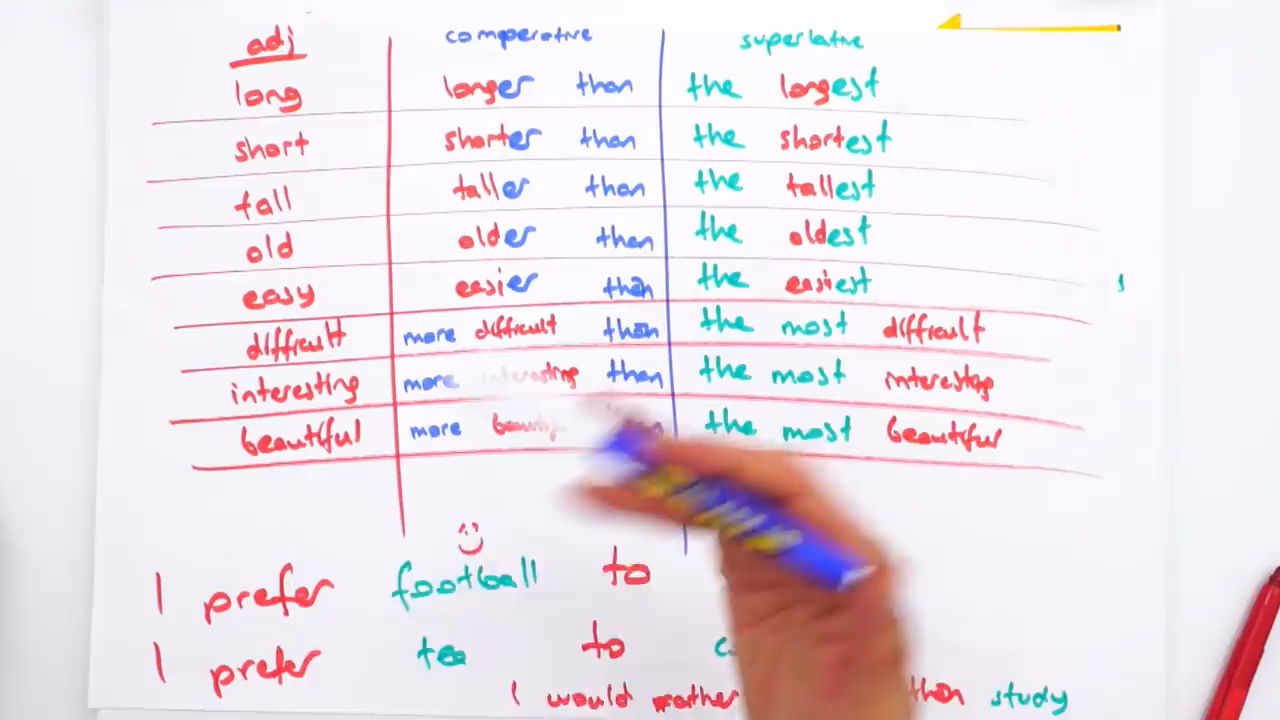 adj comperative superlative
long longer than the longest
short shorter than the shortest
tall taller than the tallest
old older than the oldest
easy easier than the easiest
difficult more difficult than the most difficult
interesting more interesting than the most interesting
beautiful more the most beautiful
I prefer football to
I prefer tea to
I would rather than study